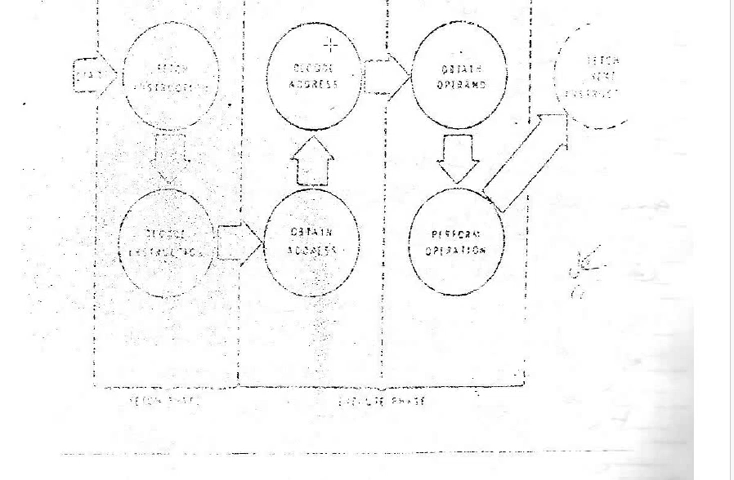 START
FETCH
INSTRUCTION
DECODE
ADDRESS
OBTAIN
OPERAND
FETCH
NEXT
INSTRUCT
DECODE
INSTRUCTION
OBTAIN
ADDRESS
PERFORM
OPERATION
FETCH PHASE
EXECUTE PHASE